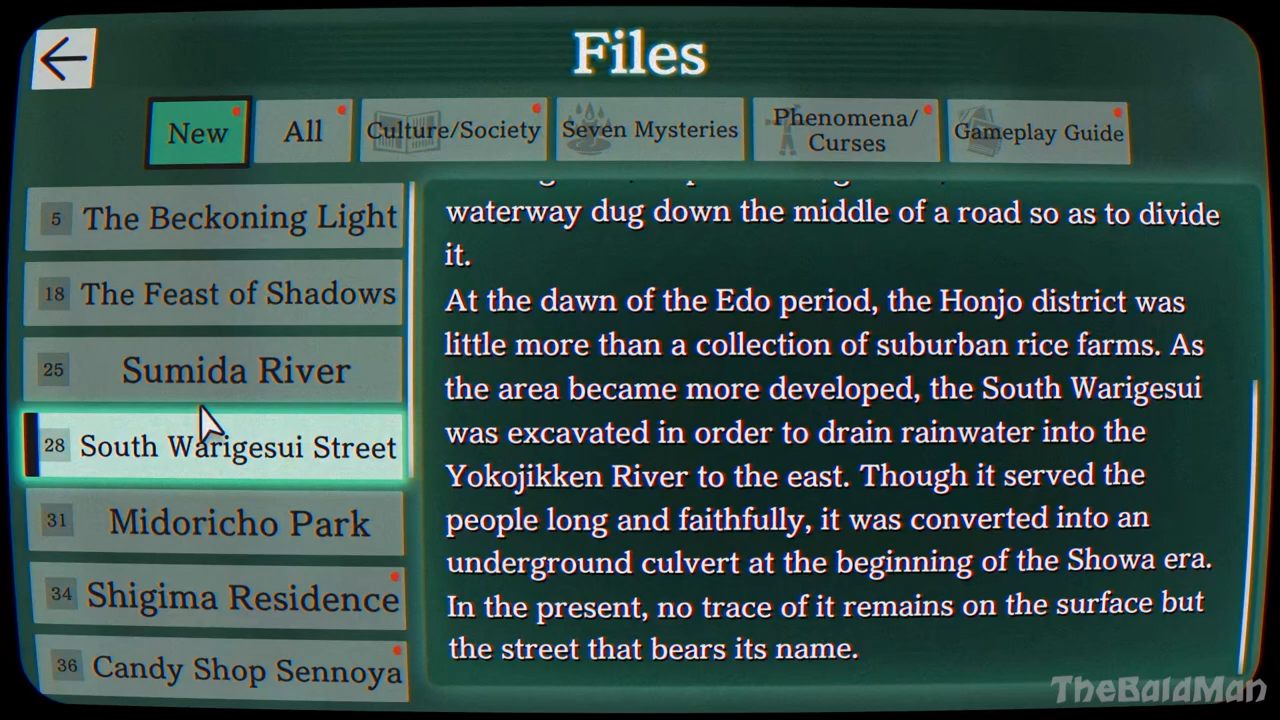 Files
New
All
Culture/Society
Seven Mysteries
Phenomena/
Curses
Gameplay Guide
5 The Beckoning Light
18 The Feast of Shadows
25 Sumida River
28 South Warigesui Street
31 Midoricho Park
34 Shigima Residence
36 Candy Shop Sennoya
waterway dug down the middle of a road so as to divide
it.
At the dawn of the Edo period, the Honjo district was
little more than a collection of suburban rice farms. As
the area became more developed, the South Warigesui
was excavated in order to drain rainwater into the
Yokojikken River to the east. Though it served the
people long and faithfully, it was converted into an
underground culvert at the beginning of the Showa era.
In the present, no trace of it remains on the surface but
the street that bears its name.
TheBaldMan